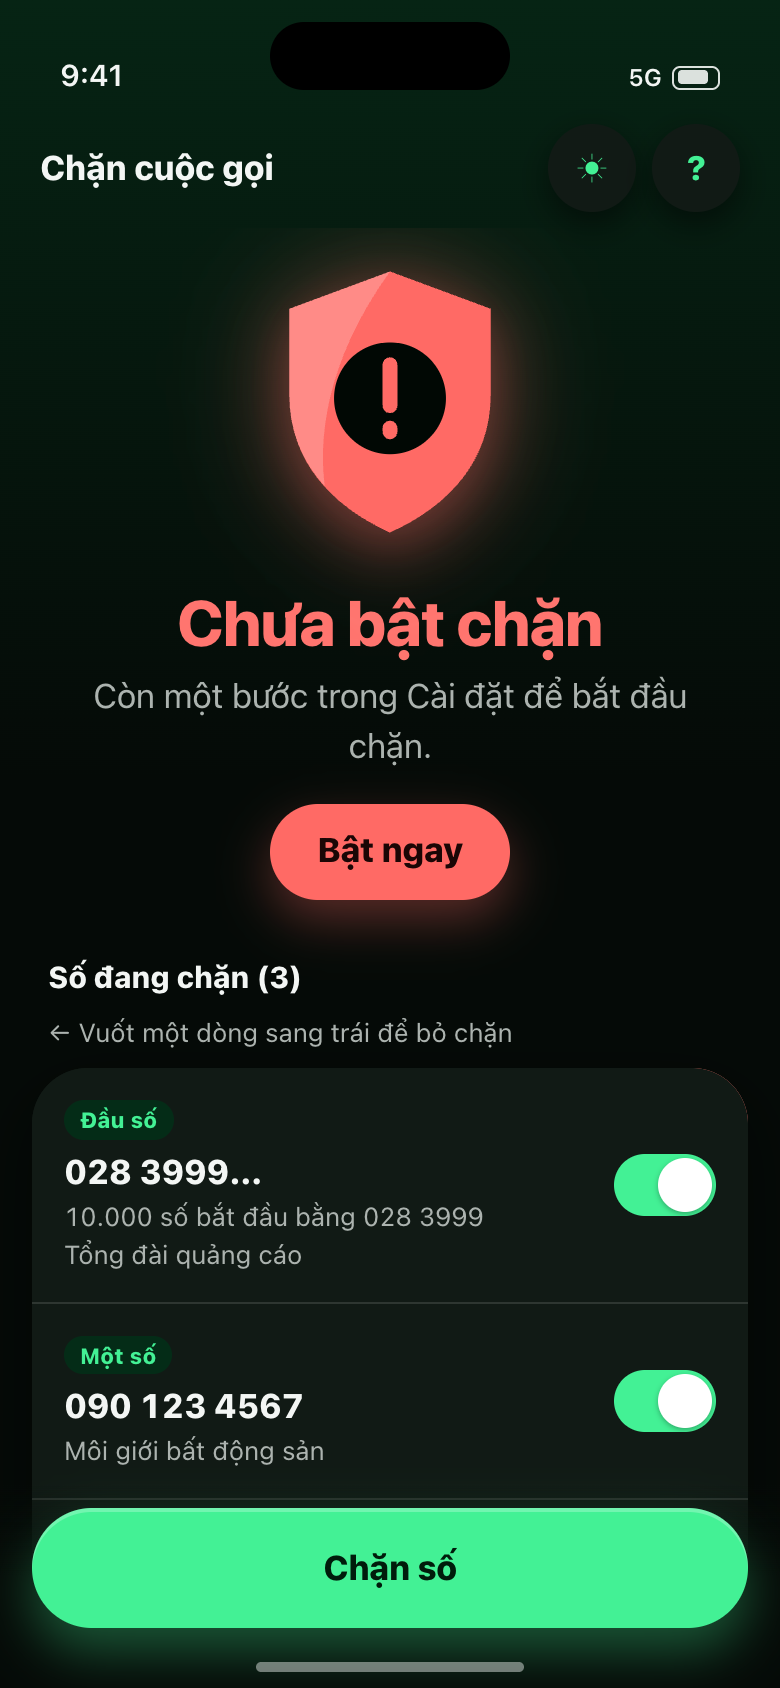 9:41
5G
Chặn cuộc gọi
?
Chưa bật chặn
Còn một bước trong Cài đặt để bắt đầu
chặn.
Bật ngay
Số đang chặn (3)
← Vuốt một dòng sang trái để bỏ chặn
Đầu số
028 3999...
10.000 số bắt đầu bằng 028 3999
Tổng đài quảng cáo
Một số
090 123 4567
Môi giới bất động sản
Chặn số